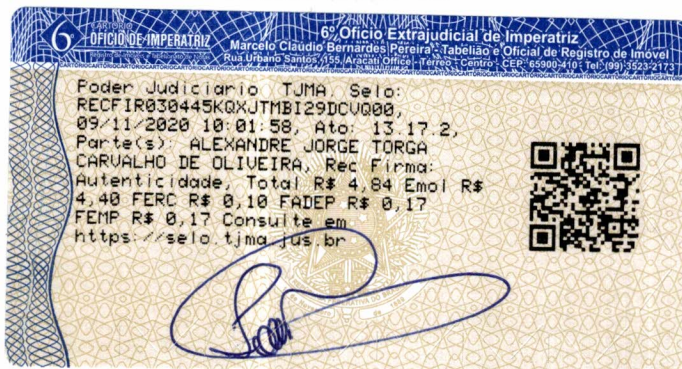 6º
CARTÓRIO
OFÍCIO DE IMPERATRIZ
6º Ofício Extrajudicial de Imperatriz
Marcelo Claudio Bernardes Pereira - Tabelião e Oficial de Registro de Imóvel
Rua Urbano Santos, 155, Aracati Office - Térreo - Centro - CEP: 65900-410 - Tel: (99) 3523-2173
Poder Judiciario TJMA. Selo:
RECFIR030445KQXJTMBI29DCVQ00,
09/11/2020 10:01:58, Ato: 13.17.2,
Parte(s): ALEXANDRE JORGE TORGA
CARVALHO DE OLIVEIRA, Rec Firma:
Autenticidade, Total R$ 4,84 Emol R$
4,40 FERC R$ 0,10 FADEP R$ 0,17
FEMP R$ 0,17 Consulte em
https://selo.tjma.jus.br